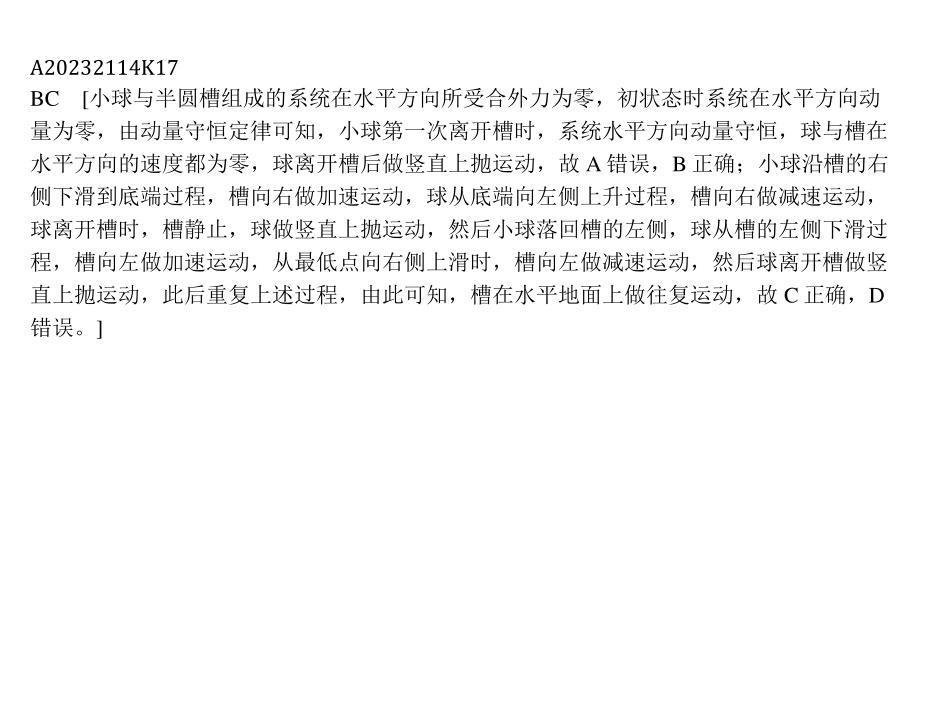 A20232114K17
BC [小球与半圆槽组成的系统在水平方向所受合外力为零，初状态时系统在水平方向动
量为零，由动量守恒定律可知，小球第一次离开槽时，系统水平方向动量守恒，球与槽在
水平方向的速度都为零，球离开槽后做竖直上抛运动，故 A 错误，B 正确；小球沿槽的右
侧下滑到底端过程，槽向右做加速运动，球从底端向左侧上升过程，槽向右做减速运动，
球离开槽时，槽静止，球做竖直上抛运动，然后小球落回槽的左侧，球从槽的左侧下滑过
程，槽向左做加速运动，从最低点向右侧上滑时，槽向左做减速运动，然后球离开槽做竖
直上抛运动，此后重复上述过程，由此可知，槽在水平地面上做往复运动，故 C 正确，D
错误。]